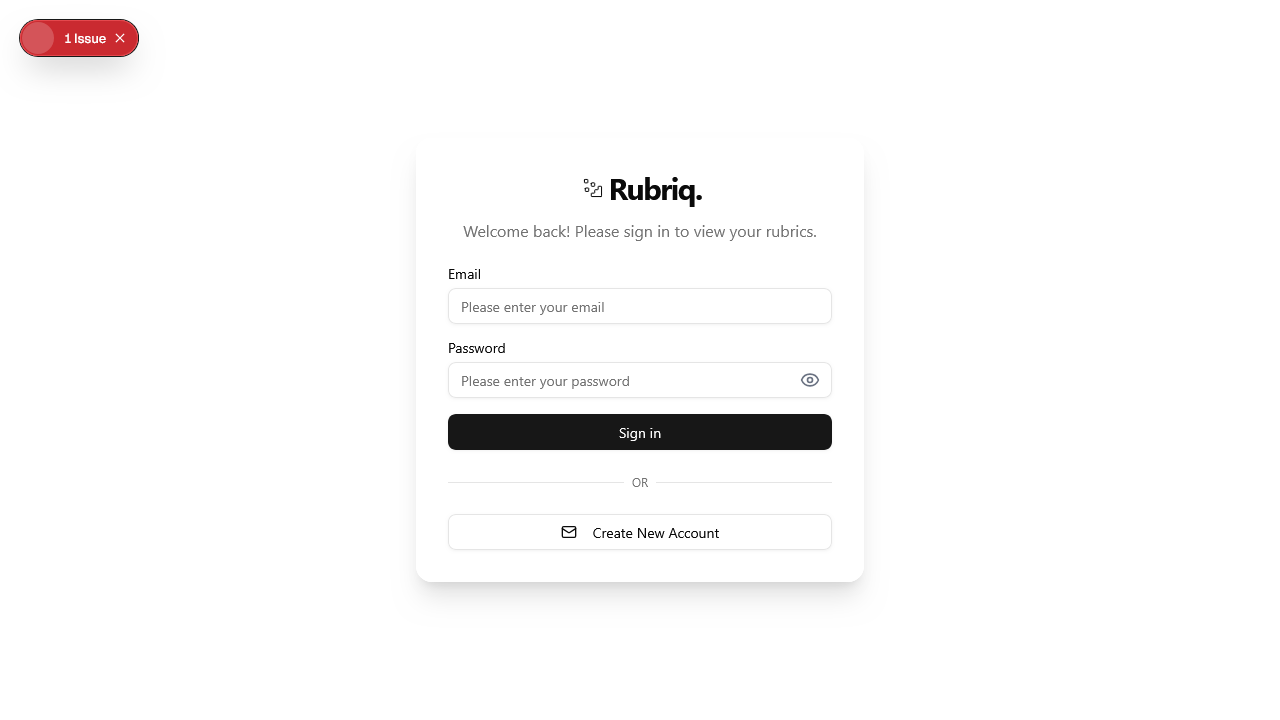 1 Issue
Rubriq.
Welcome back! Please sign in to view your rubrics.
Email
Please enter your email
Password
Please enter your password
Sign in
OR
Create New Account